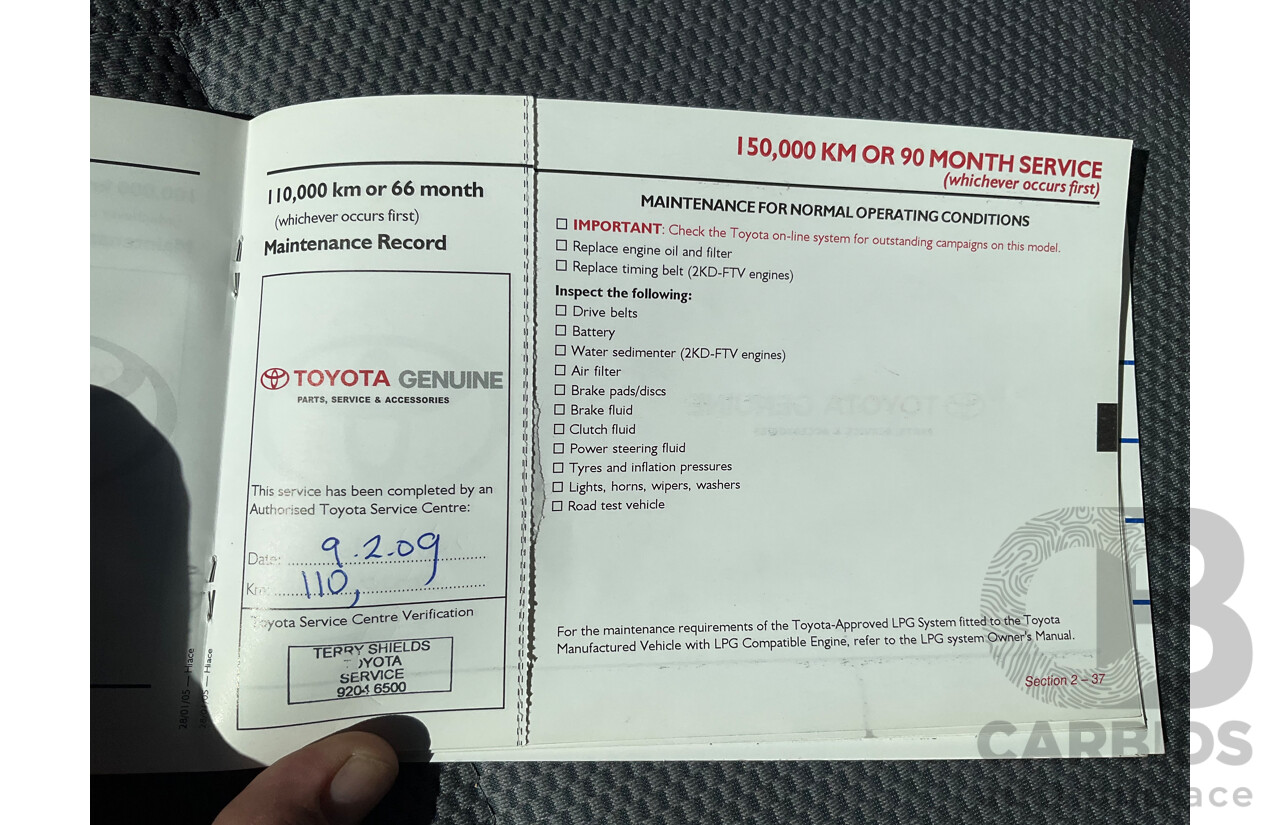 110,000 km or 66 month
(whichever occurs first)
Maintenance Record
TOYOTA GENUINE
PARTS, SERVICE & ACCESSORIES
This service has been completed by an
Authorised Toyota Service Centre:
Date: 9.2.09
Km: 110,
Toyota Service Centre Verification
TERRY SHIELDS
TOYOTA
SERVICE
9204 6500
28/01/05 — Hiace
/05 — Hiace
150,000 KM OR 90 MONTH SERVICE
(whichever occurs first)
MAINTENANCE FOR NORMAL OPERATING CONDITIONS
IMPORTANT: Check the Toyota on-line system for outstanding campaigns on this model.
Replace engine oil and filter
Replace timing belt (2KD-FTV engines)
Inspect the following:
Drive belts
Battery
Water sedimenter (2KD-FTV engines)
Air filter
Brake pads/discs
Brake fluid
Clutch fluid
Power steering fluid
Tyres and inflation pressures
Lights, horns, wipers, washers
Road test vehicle
For the maintenance requirements of the Toyota-Approved LPG System fitted to the Toyota
Manufactured Vehicle with LPG Compatible Engine, refer to the LPG system Owner's Manual.
Section 2 – 37
CARBIDS